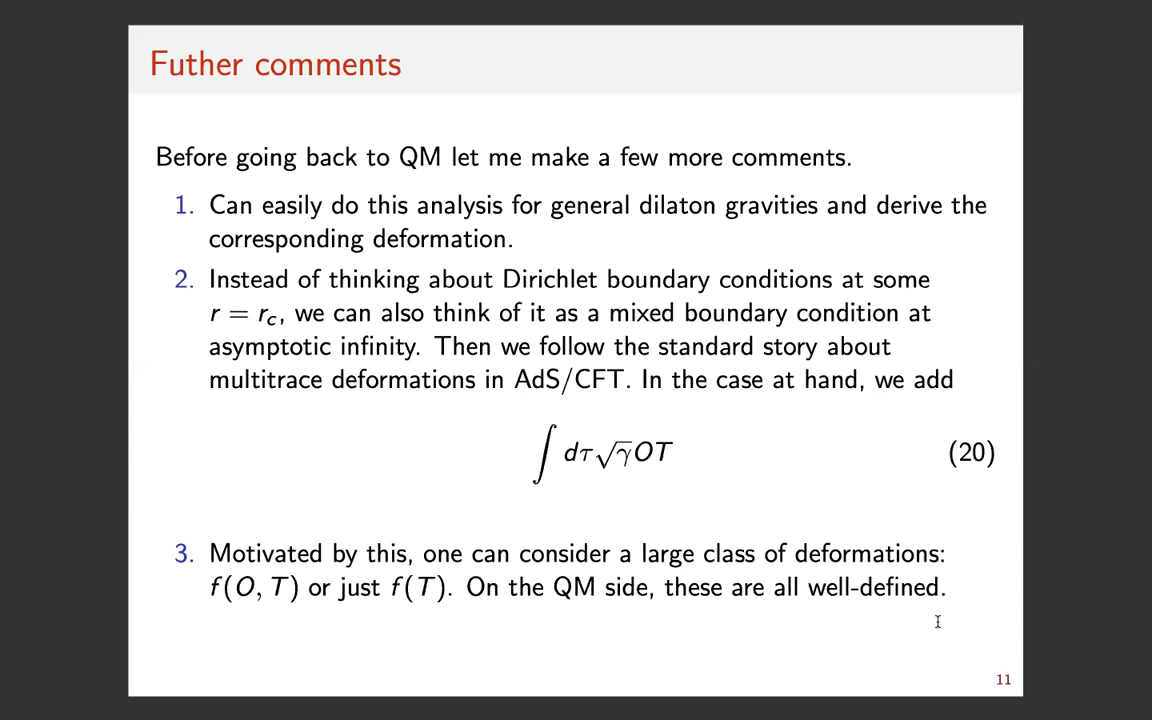 Futher comments
Before going back to QM let me make a few more comments.
1. Can easily do this analysis for general dilaton gravities and derive the
corresponding deformation.
2. Instead of thinking about Dirichlet boundary conditions at some
r = r_c, we can also think of it as a mixed boundary condition at
asymptotic infinity. Then we follow the standard story about
multitrace deformations in AdS/CFT. In the case at hand, we add
∫ dτ√γOT (20)
3. Motivated by this, one can consider a large class of deformations:
f(O, T) or just f(T). On the QM side, these are all well-defined.
11